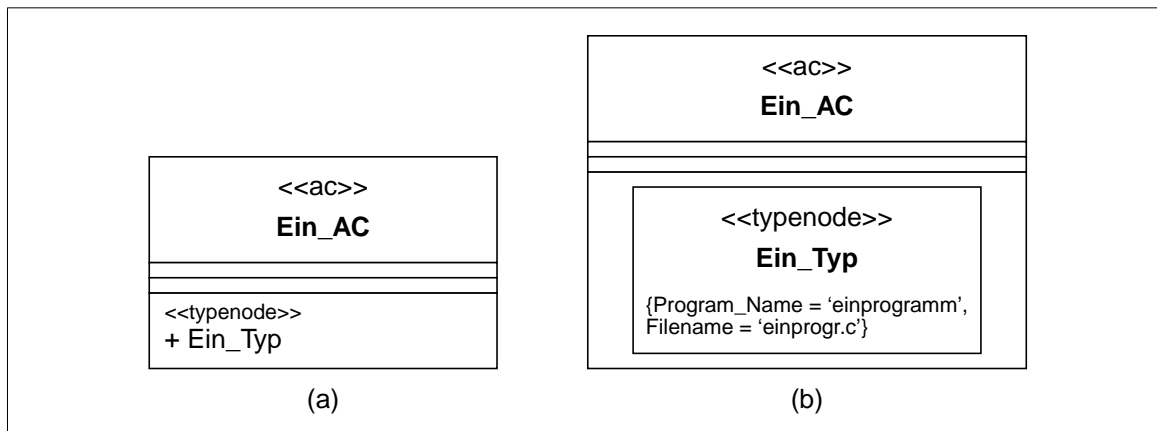 <<ac>>
Ein_AC
<<typenode>>
+ Ein_Typ
(a)
<<ac>>
Ein_AC
<<typenode>>
Ein_Typ
{Program_Name = ‘einprogramm’,
Filename = ‘einprogr.c’}
(b)